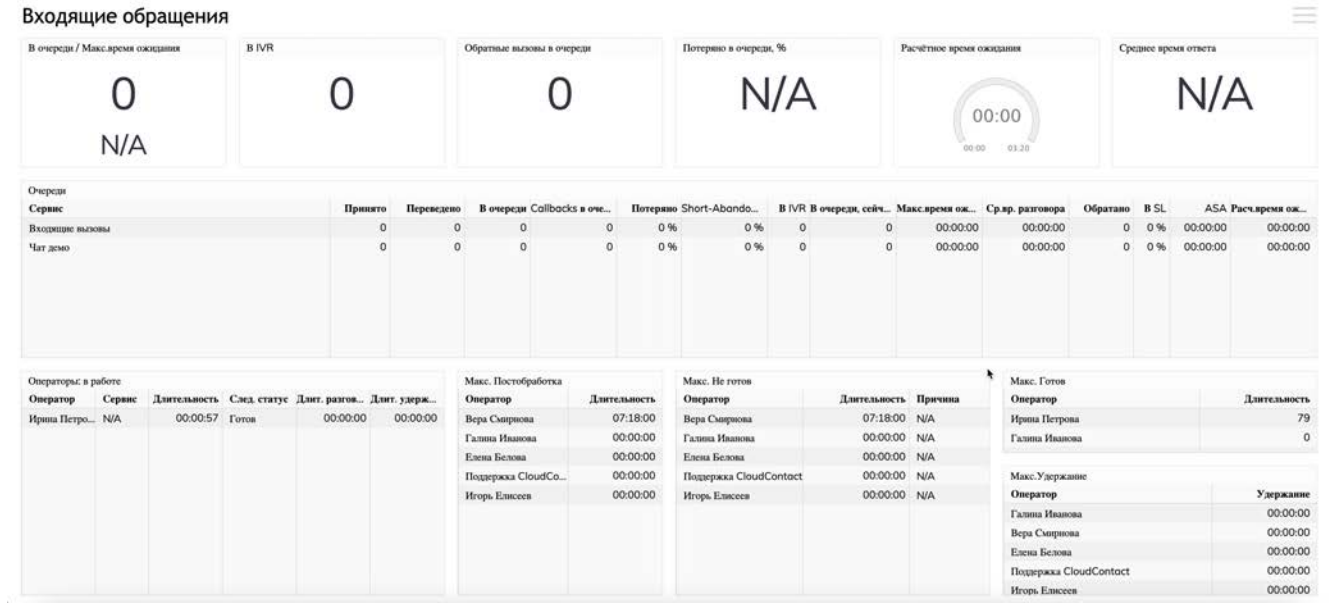 Входящие обращения
В очереди / Макс.время ожидания
0
N/A
В IVR
0
Обратные вызовы в очереди
0
Потеряно в очереди, %
N/A
Расчётное время ожидания
00:00
00:00 03:20
Среднее время ответа
N/A
Очереди
Сервис Принято Переведено В очереди Callbacks в оче... Потеряно Short-Abando... В IVR В очереди, сейч... Макс.время ож... Ср.вр. разговора Обратано В SL ASA Расч.время ож...
Входящие вызовы 0 0 0 0 0 % 0 % 0 0 00:00:00 00:00:00 0 0 % 00:00:00 00:00:00
Чат демо 0 0 0 0 0 % 0 % 0 0 00:00:00 00:00:00 0 0 % 00:00:00 00:00:00
Операторы: в работе
Оператор Сервис Длительность След. статус Длит. разгов... Длит. удерж...
Ирина Петро... N/A 00:00:57 Готов 00:00:00 00:00:00
Макс. Постобработка
Оператор Длительность
Вера Смирнова 07:18:00
Галина Иванова 00:00:00
Елена Белова 00:00:00
Поддержка CloudCo... 00:00:00
Игорь Елисеев 00:00:00
Макс. Не готов
Оператор Длительность Причина
Вера Смирнова 07:18:00 N/A
Галина Иванова 00:00:00 N/A
Елена Белова 00:00:00 N/A
Поддержка CloudContact 00:00:00 N/A
Игорь Елисеев 00:00:00 N/A
Макс. Готов
Оператор Длительность
Ирина Петрова 79
Галина Иванова 0
Макс.Удержание
Оператор Удержание
Галина Иванова 00:00:00
Вера Смирнова 00:00:00
Елена Белова 00:00:00
Поддержка CloudContact 00:00:00
Игорь Елисеев 00:00:00